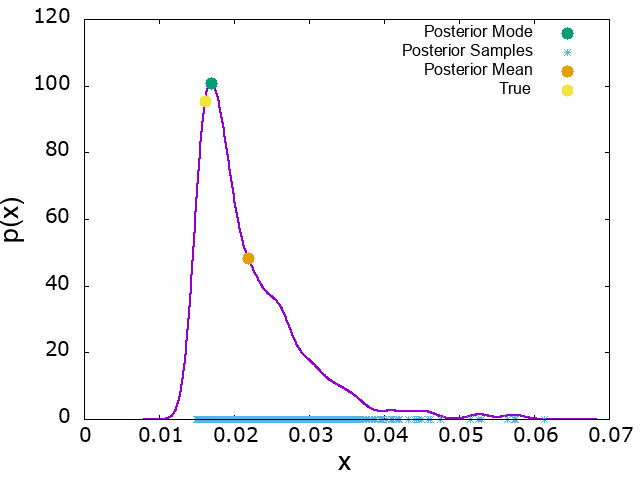 120
100
80
60
40
20
0
p(x)
Posterior Mode
Posterior Samples
Posterior Mean
True
0 0.01 0.02 0.03 0.04 0.05 0.06 0.07
x